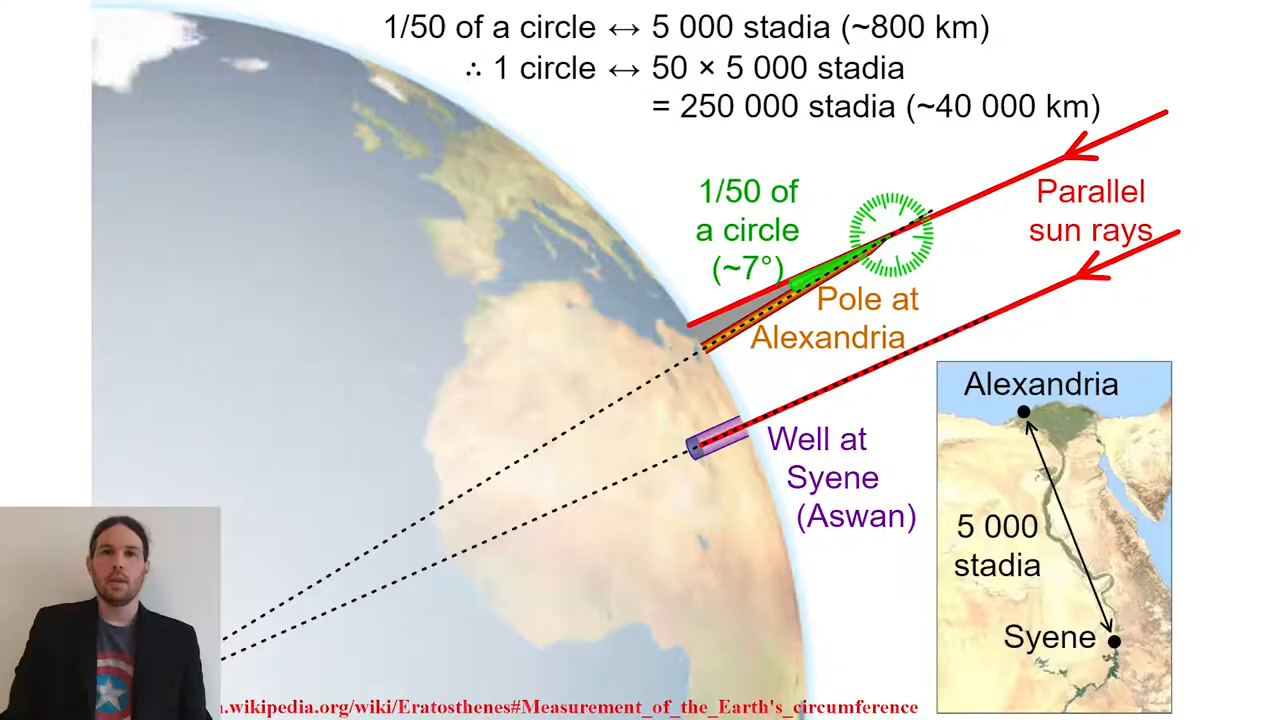 1/50 of a circle ↔ 5 000 stadia (~800 km)
∴ 1 circle ↔ 50 × 5 000 stadia
= 250 000 stadia (~40 000 km)
1/50 of
a circle
(~7°)
Parallel
sun rays
Pole at
Alexandria
Well at
Syene
(Aswan)
Alexandria
5 000
stadia
Syene
.wikipedia.org/wiki/Eratosthenes#Measurement_of_the_Earth's_circumference